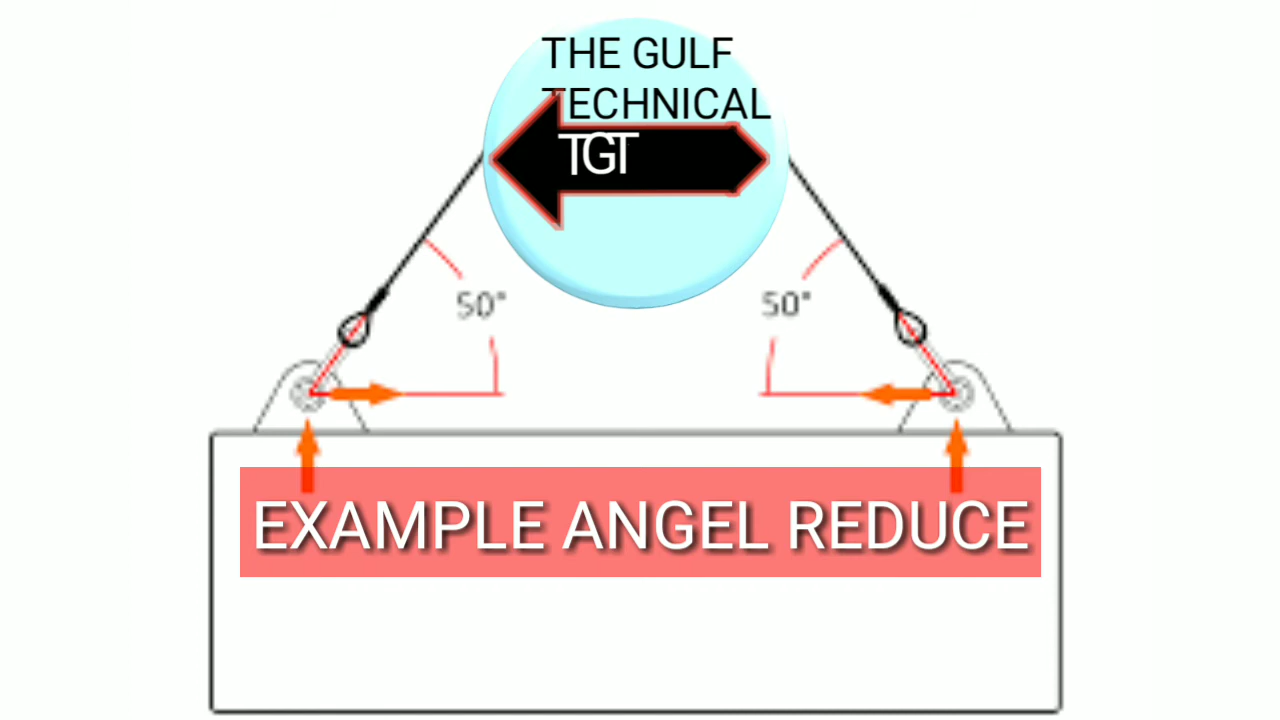 THE GULF
TECHNICAL
TGT
50°
50°
EXAMPLE ANGEL REDUCE